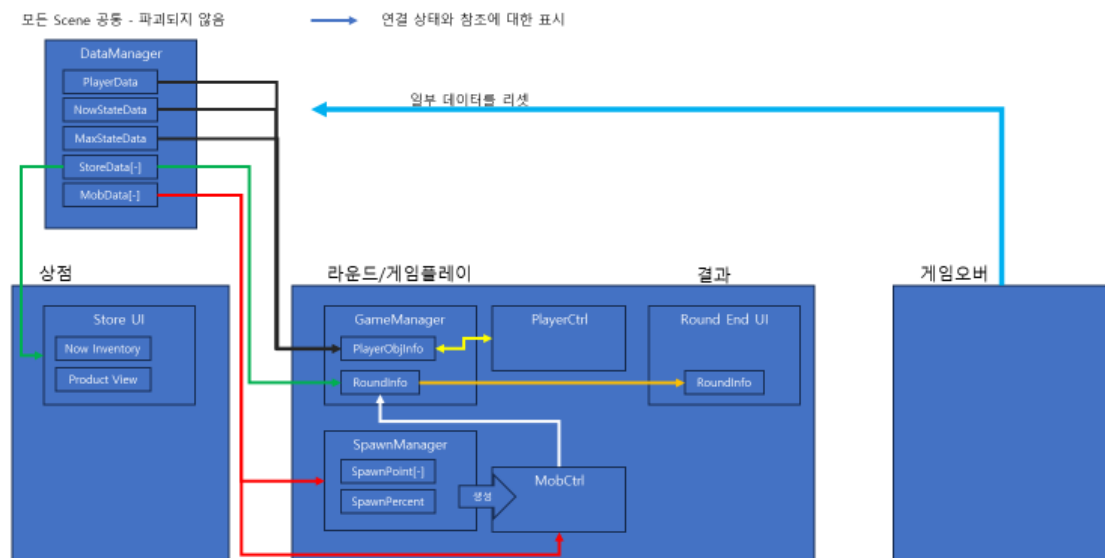 모든 Scene 공통 - 파괴되지 않음
연결 상태와 참조에 대한 표시
DataManager
PlayerData
NowStateData
MaxStateData
StoreData[-]
MobData[-]
일부 데이터를 리셋
상점
Store UI
Now Inventory
Product View
라운드/게임플레이
결과
GameManager
PlayerObjInfo
RoundInfo
PlayerCtrl
Round End UI
RoundInfo
SpawnManager
SpawnPoint[-]
SpawnPercent
생성
MobCtrl
게임오버